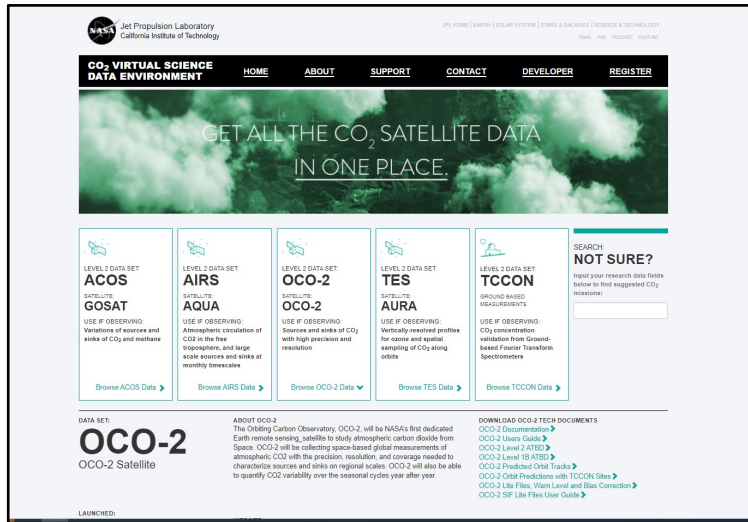 NASA
Jet Propulsion Laboratory
California Institute of Technology
JPL HOME | EARTH | SOLAR SYSTEM | STARS & GALAXIES | SCIENCE & TECHNOLOGY
EMAIL RSS PODCAST YOUTUBE
CO₂ VIRTUAL SCIENCE
DATA ENVIRONMENT
HOME
ABOUT
SUPPORT
CONTACT
DEVELOPER
REGISTER
GET ALL THE CO₂ SATELLITE DATA
IN ONE PLACE.
LEVEL 2 DATA SET:
ACOS
SATELLITE:
GOSAT
USE IF OBSERVING:
Variations of sources and
sinks of CO₂ and methane
Browse ACOS Data
LEVEL 2 DATA SET:
AIRS
SATELLITE:
AQUA
USE IF OBSERVING:
Atmospheric circulation of
CO2 in the free
troposphere, and large
scale sources and sinks at
monthly timescales
Browse AIRS Data
LEVEL 2 DATA SET:
OCO-2
SATELLITE:
OCO-2
USE IF OBSERVING:
Sources and sinks of CO₂
with high precision and
resolution
Browse OCO-2 Data
LEVEL 2 DATA SET:
TES
SATELLITE:
AURA
USE IF OBSERVING:
Vertically-resolved profiles
for ozone and spatial
sampling of CO₂ along
orbits
Browse TES Data
LEVEL 2 DATA SET:
TCCON
GROUND BASED
MEASUREMENTS
USE IF OBSERVING:
CO₂ concentration
validation from Ground-
based Fourier Transform
Spectrometers
Browse TCCON Data
SEARCH:
NOT SURE?
Input your research data fields
below to find suggested CO₂
missions:
DATA SET:
OCO-2
OCO-2 Satellite
LAUNCHED:
ABOUT OCO-2
The Orbiting Carbon Observatory, OCO-2, will be NASA's first dedicated
Earth remote sensing_satellite to study atmospheric carbon dioxide from
Space. OCO-2 will be collecting space-based global measurements of
atmospheric CO2 with the precision, resolution, and coverage needed to
characterize sources and sinks on regional scales. OCO-2 will also be able
to quantify CO2 variability over the seasonal cycles year after year.
DOWNLOAD OCO-2 TECH DOCUMENTS
OCO-2 Documentation
OCO-2 Users Guide
OCO-2 Level 2 ATBD
OCO-2 Level 1B ATBD
OCO-2 Predicted Orbit Tracks
OCO-2 Orbit Predictions with TCCON Sites
OCO-2 Lite Files, Warn Level and Bias Correction
OCO-2 SIF Lite Files User Guide